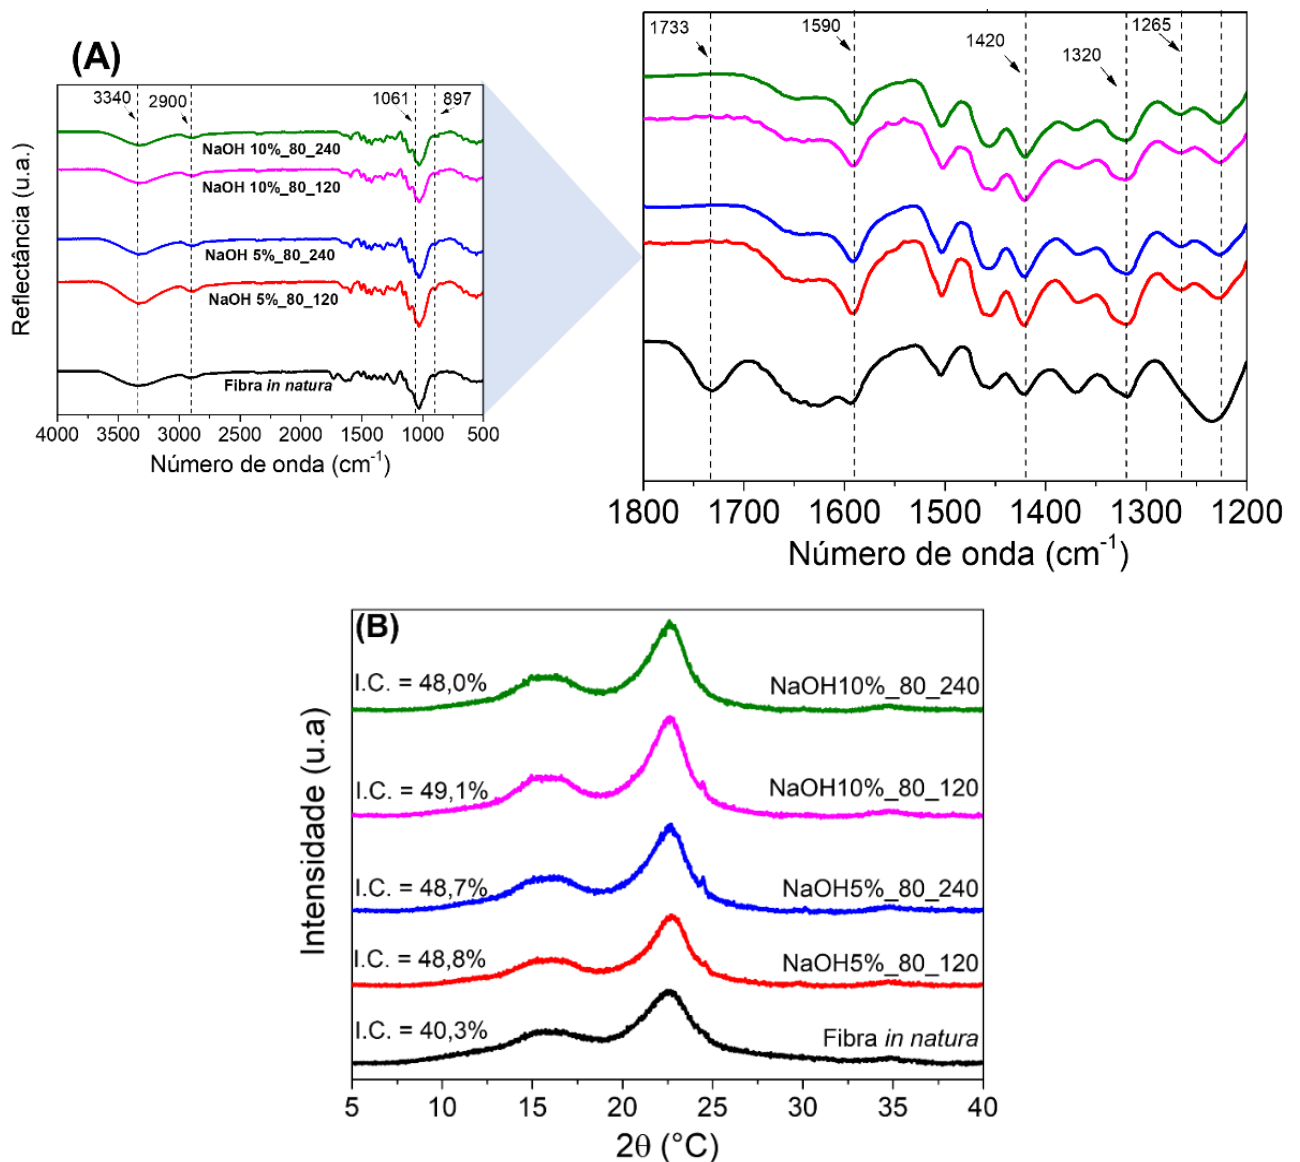 (A)
3340
2900
1061
897
NaOH 10%_80_240
NaOH 10%_80_120
NaOH 5%_80_240
NaOH 5%_80_120
Fibra in natura
Reflectância (u.a.)
4000 3500 3000 2500 2000 1500 1000 500
Número de onda (cm-1)
1733
1590
1420
1320
1265
1800 1700 1600 1500 1400 1300 1200
Número de onda (cm-1)
(B)
I.C. = 48,0%
NaOH10%_80_240
I.C. = 49,1%
NaOH10%_80_120
I.C. = 48,7%
NaOH5%_80_240
I.C. = 48,8%
NaOH5%_80_120
I.C. = 40,3%
Fibra in natura
Intensidade (u.a)
5 10 15 20 25 30 35 40
2θ (°C)